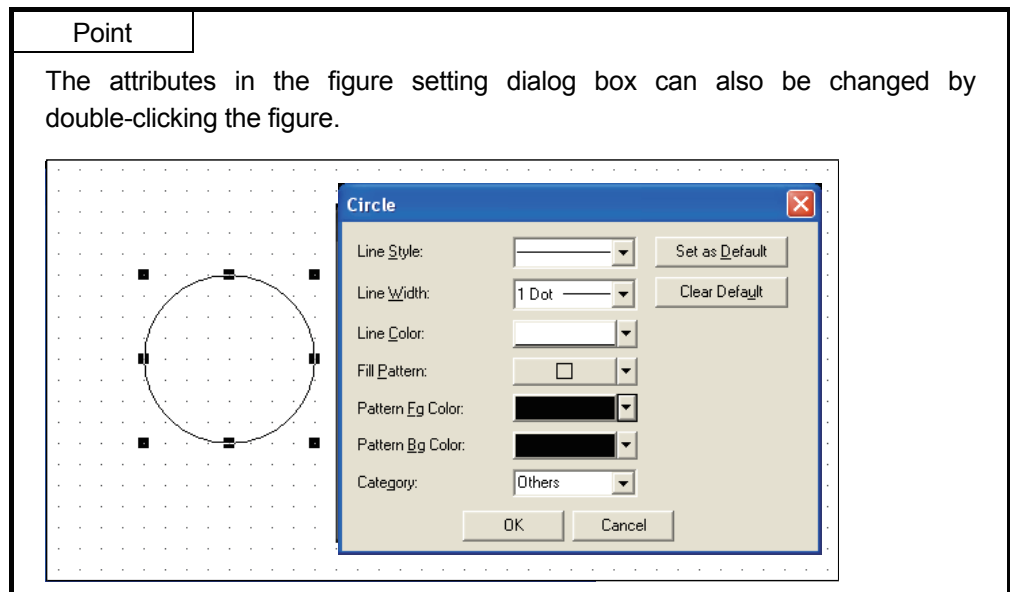 Point
The attributes in the figure setting dialog box can also be changed by
double-clicking the figure.
Circle
Line Style:
Set as Default
Line Width:
1 Dot
Clear Default
Line Color:
Fill Pattern:
Pattern Fg Color:
Pattern Bg Color:
Category:
Others
OK
Cancel